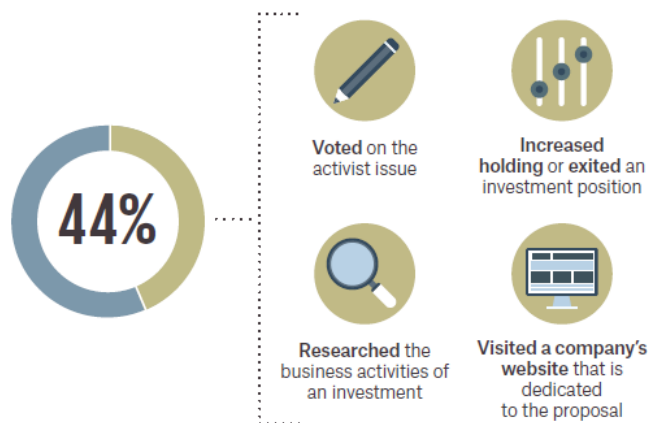 44%
Voted on the
activist issue
Increased
holding or exited an
investment position
Researched the
business activities of
an investment
Visited a company's
website that is
dedicated
to the proposal